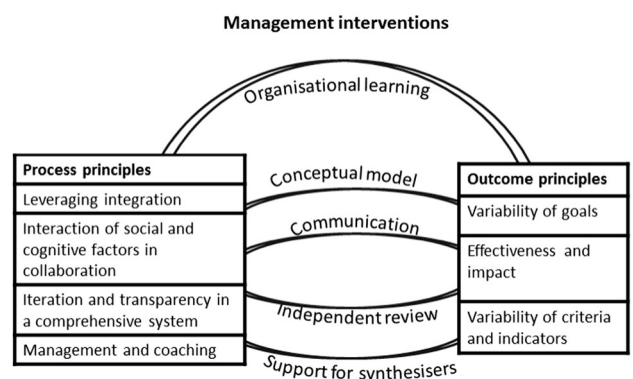 Management interventions
Organisational learning
Process principles
Leveraging integration
Interaction of social and
cognitive factors in
collaboration
Iteration and transparency in
a comprehensive system
Management and coaching
Conceptual model
Communication
Independent review
Support for synthesisers
Outcome principles
Variability of goals
Effectiveness and
impact
Variability of criteria
and indicators